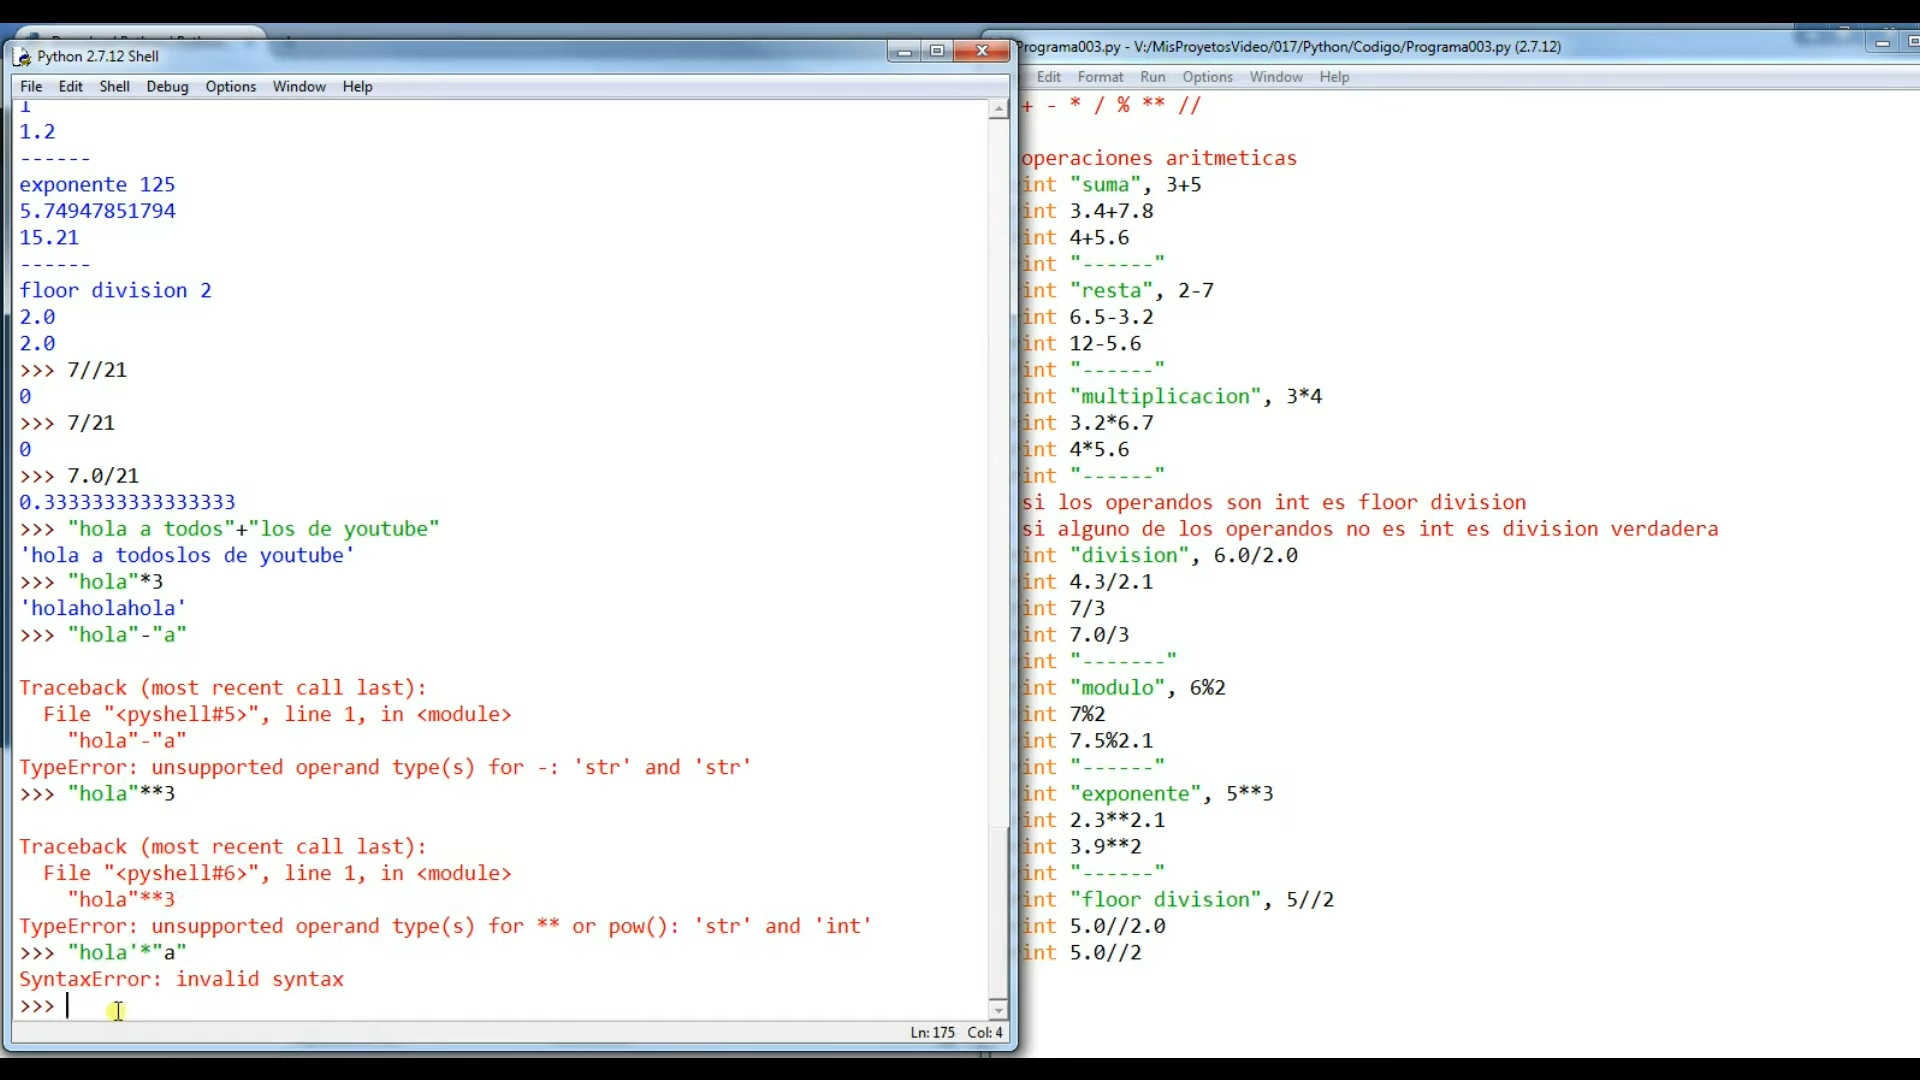 Python 2.7.12 Shell
File Edit Shell Debug Options Window Help
1
1.2
------
exponente 125
5.74947851794
15.21
------
floor division 2
2.0
2.0
>>> 7//21
0
>>> 7/21
0
>>> 7.0/21
0.3333333333333333
>>> "hola a todos"+"los de youtube"
'hola a todoslos de youtube'
>>> "hola"*3
'holaholahola'
>>> "hola"-"a"
Traceback (most recent call last):
File "<pyshell#5>", line 1, in <module>
"hola"-"a"
TypeError: unsupported operand type(s) for -: 'str' and 'str'
>>> "hola"**3
Traceback (most recent call last):
File "<pyshell#6>", line 1, in <module>
"hola"**3
TypeError: unsupported operand type(s) for ** or pow(): 'str' and 'int'
>>> "hola'*"a"
SyntaxError: invalid syntax
>>>
Ln: 175 Col: 4
Programa003.py - V:/MisProyetosVideo/017/Python/Codigo/Programa003.py (2.7.12)
Edit Format Run Options Window Help
+ - * / % ** //
operaciones aritmeticas
int "suma", 3+5
int 3.4+7.8
int 4+5.6
int "------"
int "resta", 2-7
int 6.5-3.2
int 12-5.6
int "------"
int "multiplicacion", 3*4
int 3.2*6.7
int 4*5.6
int "------"
si los operandos son int es floor division
si alguno de los operandos no es int es division verdadera
int "division", 6.0/2.0
int 4.3/2.1
int 7/3
int 7.0/3
int "-------"
int "modulo", 6%2
int 7%2
int 7.5%2.1
int "------"
int "exponente", 5**3
int 2.3**2.1
int 3.9**2
int "------"
int "floor division", 5//2
int 5.0//2.0
int 5.0//2